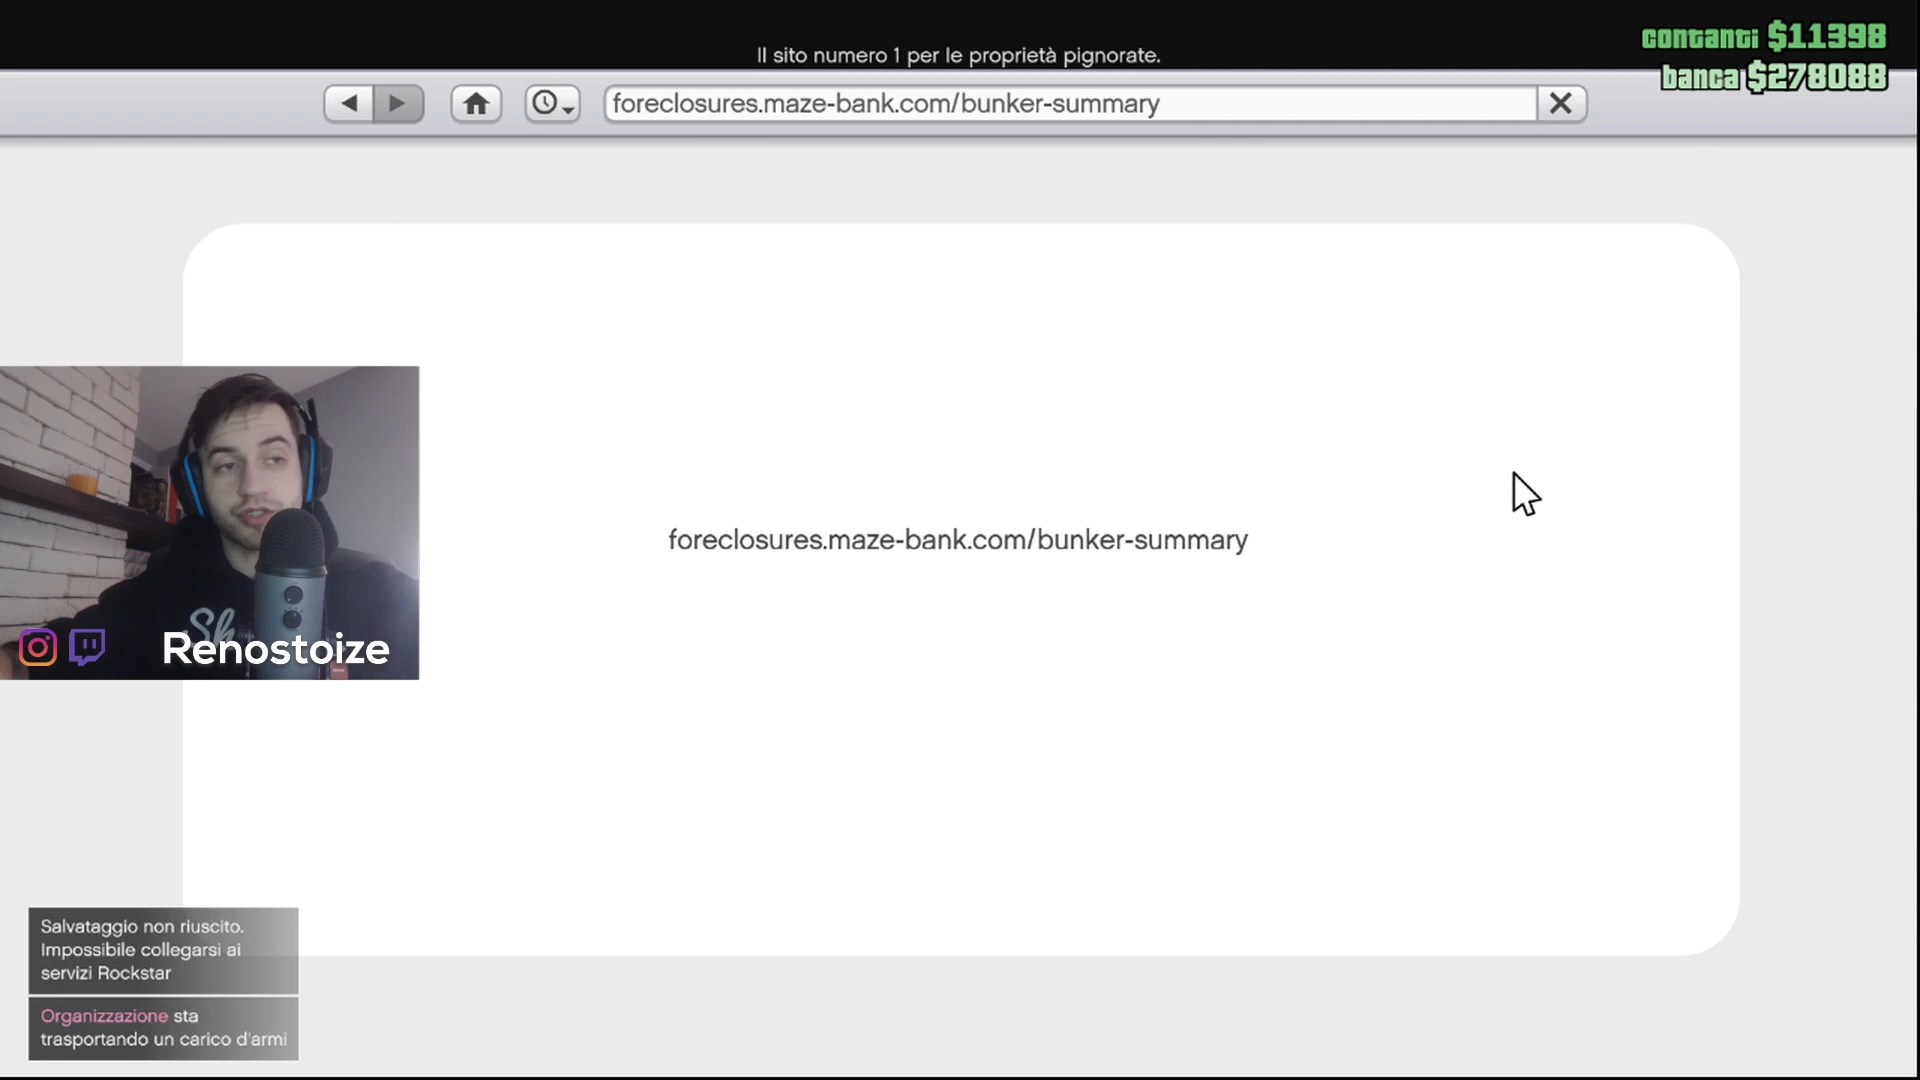 Il sito numero 1 per le proprietà pignorate.
contanti $11398
banca $278088
foreclosures.maze-bank.com/bunker-summary
foreclosures.maze-bank.com/bunker-summary
Sk
Renostoize
Salvataggio non riuscito.
Impossibile collegarsi ai
servizi Rockstar
Organizzazione sta
trasportando un carico d'armi